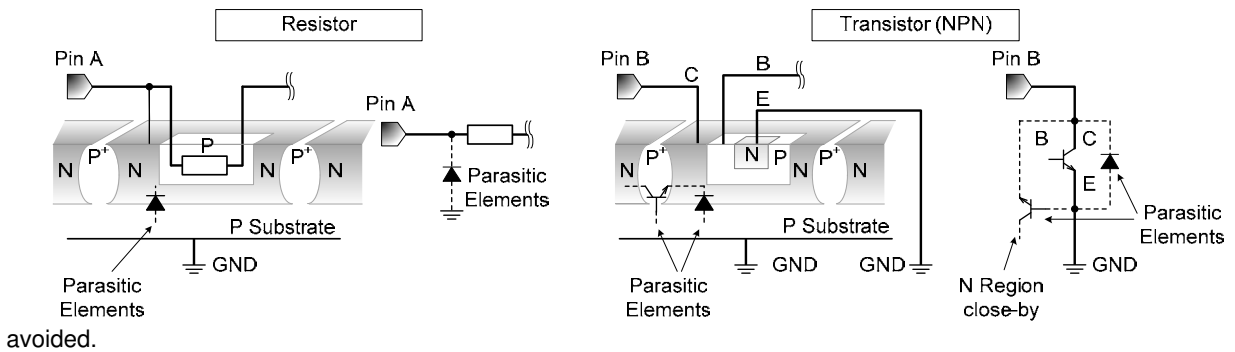 Resistor
Transistor (NPN)
Pin A
Pin B
C
B
E
Pin B
Pin A
N
P+
N
P
N
P+
N
Parasitic
Elements
N
P+
N
P
N
P+
N
B
C
E
P Substrate
GND
Parasitic
Elements
P Substrate
GND
GND
Parasitic
Elements
Parasitic
Elements
GND
N Region
close-by
avoided.